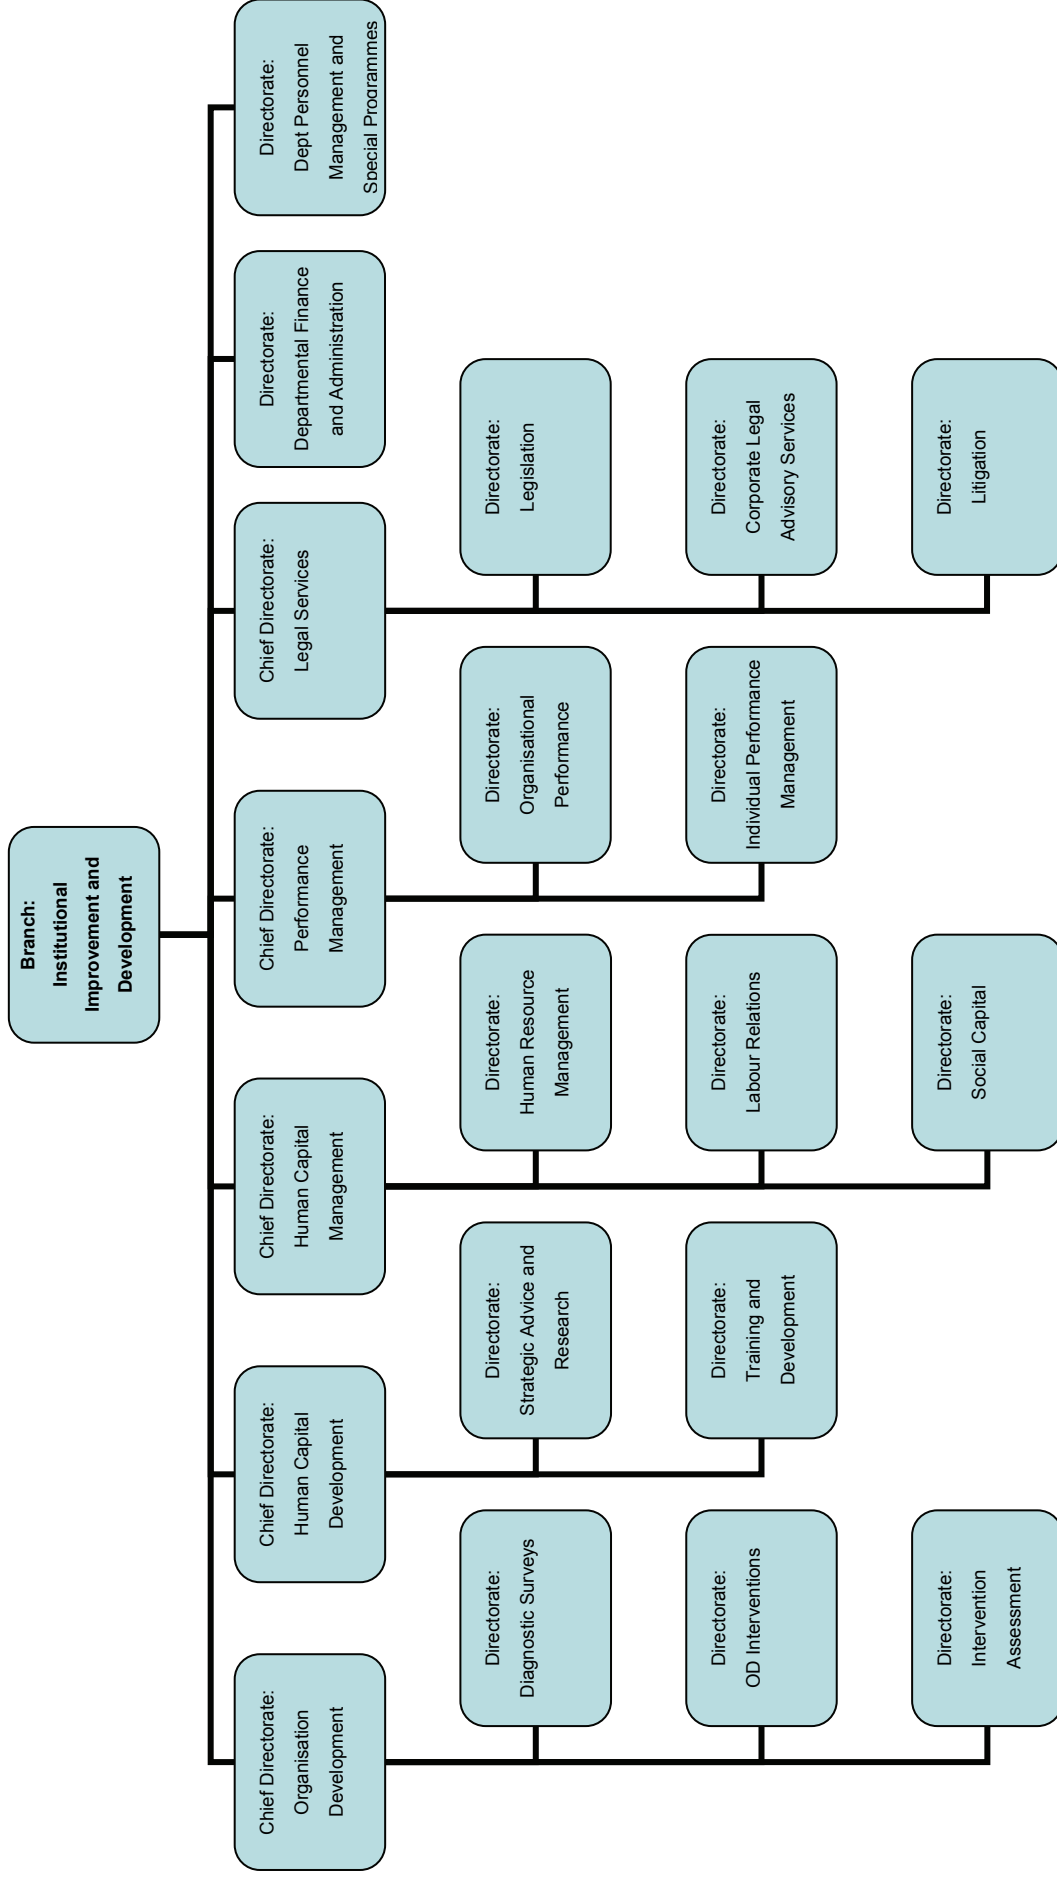 Branch:
Institutional
Improvement and
Development
Chief Directorate:
Organisation
Development
Chief Directorate:
Human Capital
Development
Chief Directorate:
Human Capital
Management
Chief Directorate:
Performance
Management
Chief Directorate:
Legal Services
Directorate:
Departmental Finance
and Administration
Directorate:
Dept Personnel
Management and
Special Programmes
Directorate:
Diagnostic Surveys
Directorate:
Strategic Advice and
Research
Directorate:
Human Resource
Management
Directorate:
Organisational
Performance
Directorate:
Legislation
Directorate:
OD Interventions
Directorate:
Training and
Development
Directorate:
Labour Relations
Directorate:
Individual Performance
Management
Directorate:
Corporate Legal
Advisory Services
Directorate:
Intervention
Assessment
Directorate:
Social Capital
Directorate:
Litigation